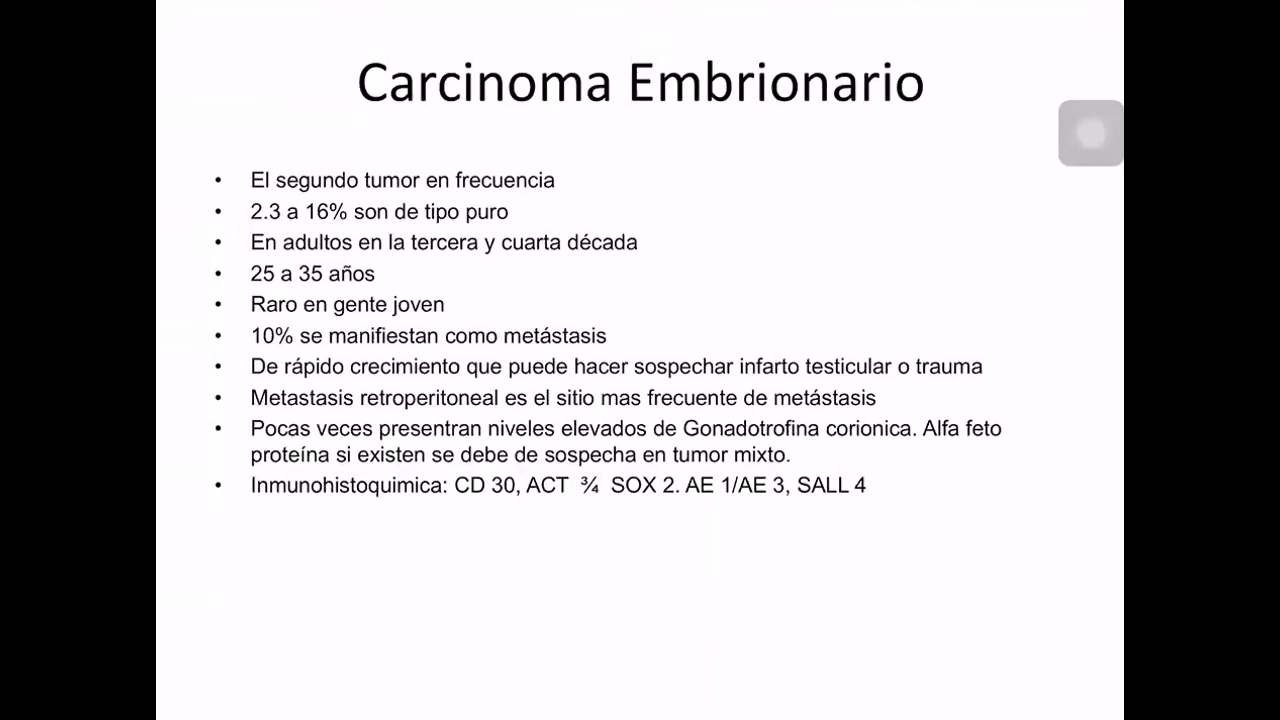 Carcinoma Embrionario
• El segundo tumor en frecuencia
• 2.3 a 16% son de tipo puro
• En adultos en la tercera y cuarta década
• 25 a 35 años
• Raro en gente joven
• 10% se manifiestan como metástasis
• De rápido crecimiento que puede hacer sospechar infarto testicular o trauma
• Metastasis retroperitoneal es el sitio mas frecuente de metástasis
• Pocas veces presentran niveles elevados de Gonadotrofina corionica. Alfa feto
proteína si existen se debe de sospecha en tumor mixto.
• Inmunohistoquimica: CD 30, ACT ¾ SOX 2. AE 1/AE 3, SALL 4